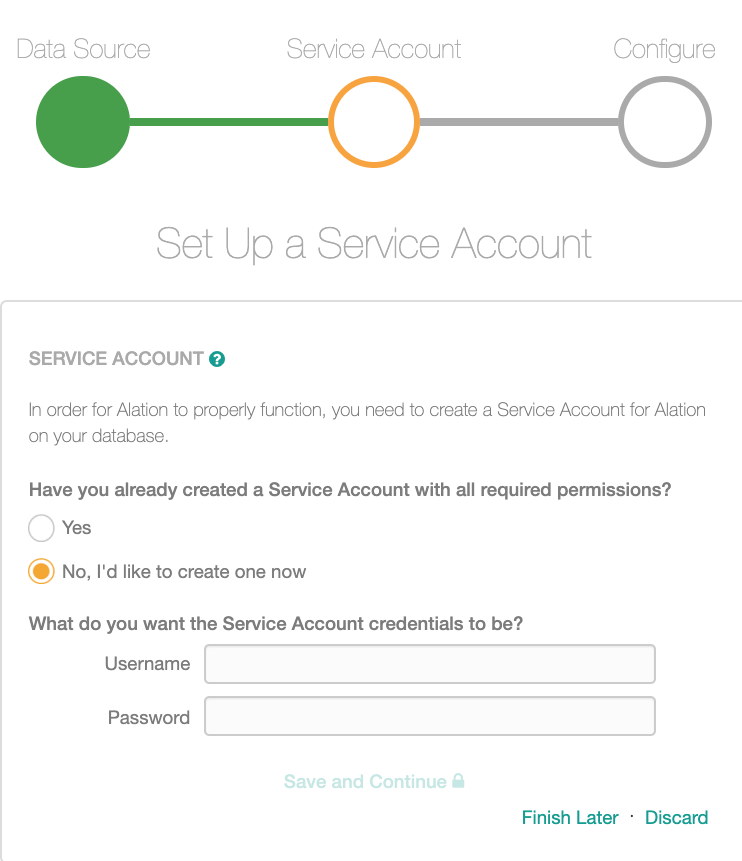 Data Source
Service Account
Configure
Set Up a Service Account
SERVICE ACCOUNT ?
In order for Alation to properly function, you need to create a Service Account for Alation
on your database.
Have you already created a Service Account with all required permissions?
Yes
No, I'd like to create one now
What do you want the Service Account credentials to be?
Username
Password
Save and Continue
Finish Later · Discard